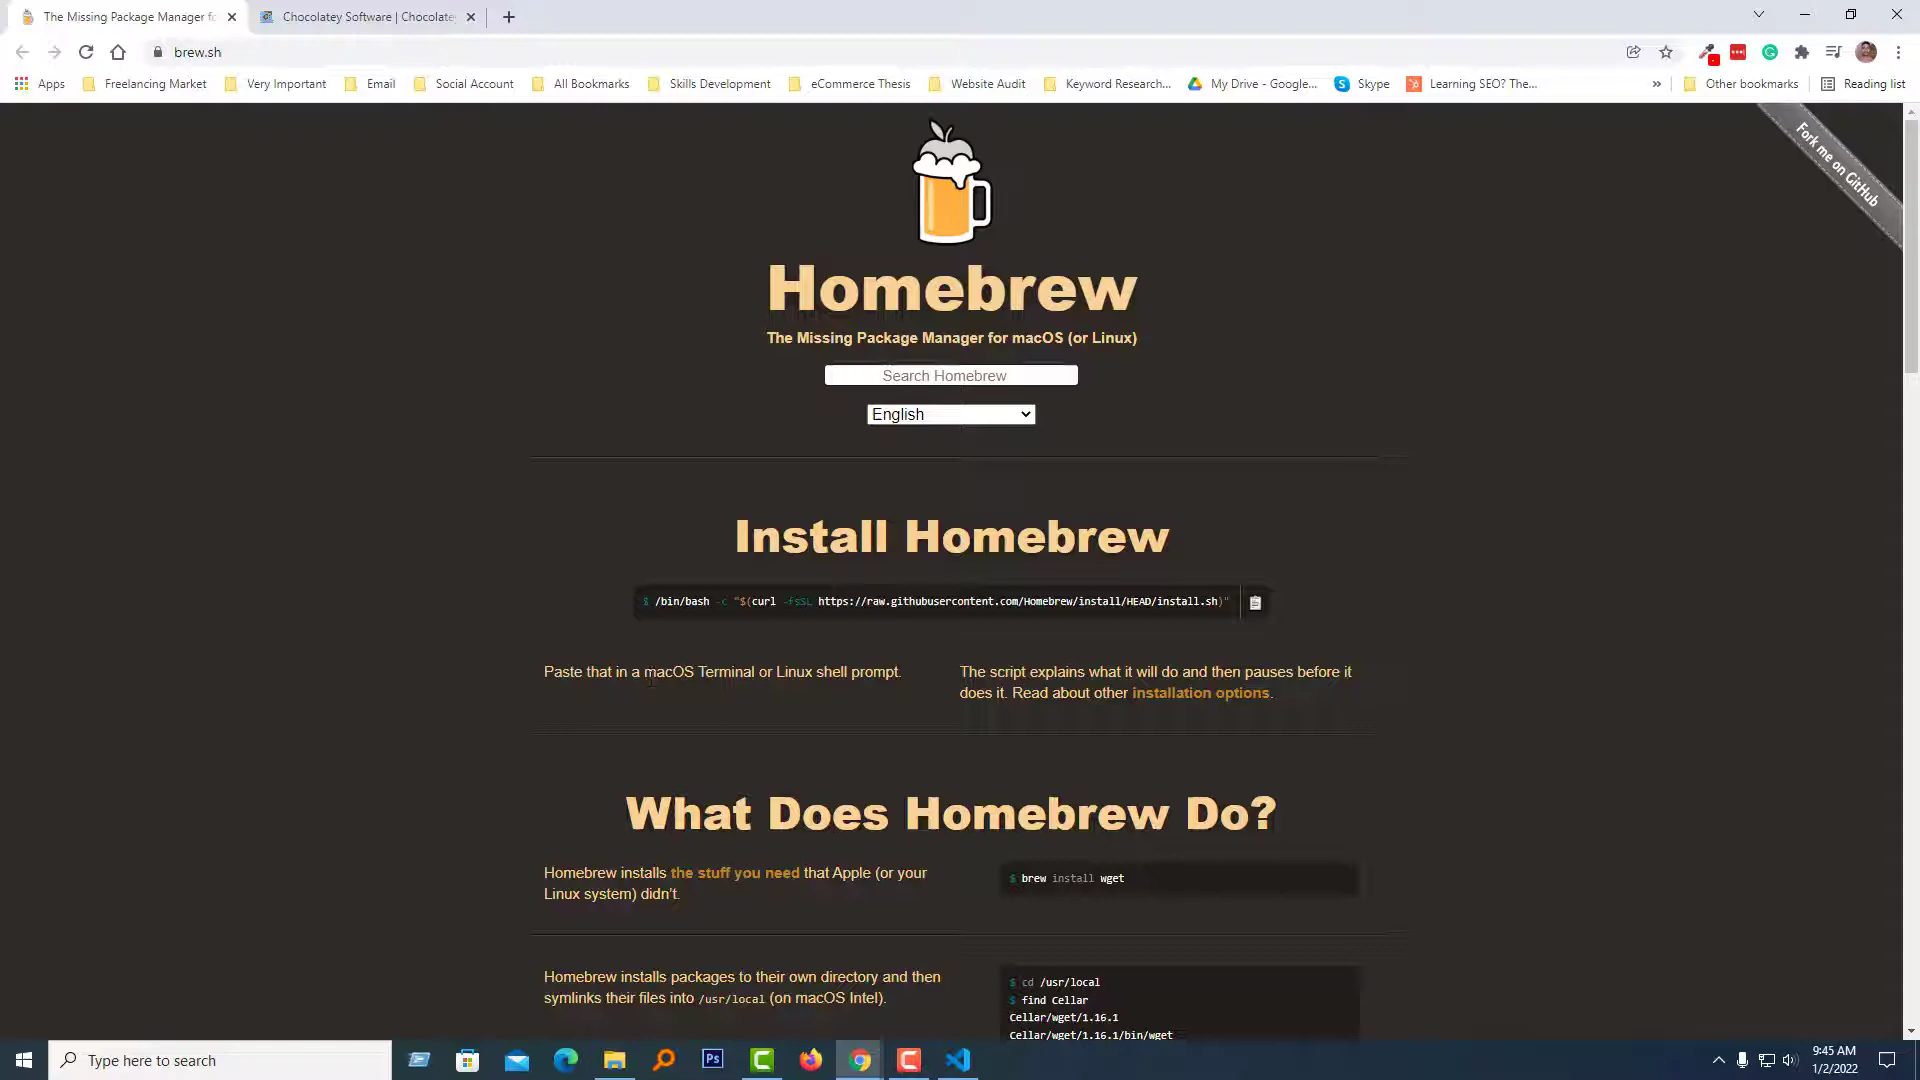 The Missing Package Manager fo
Chocolatey Software | Chocolate
brew.sh
Apps
Freelancing Market
Very Important
Email
Social Account
All Bookmarks
Skills Development
eCommerce Thesis
Website Audit
Keyword Research...
My Drive - Google...
Skype
Learning SEO? The...
»
Other bookmarks
Reading list
Fork me on GitHub
Homebrew
The Missing Package Manager for macOS (or Linux)
Search Homebrew
English
Install Homebrew
$ /bin/bash -c "$(curl -fsSL https://raw.githubusercontent.com/Homebrew/install/HEAD/install.sh)"
Paste that in a macOS Terminal or Linux shell prompt.
The script explains what it will do and then pauses before it
does it. Read about other installation options.
What Does Homebrew Do?
Homebrew installs the stuff you need that Apple (or your
Linux system) didn't.
$ brew install wget
Homebrew installs packages to their own directory and then
symlinks their files into /usr/local (on macOS Intel).
$ cd /usr/local
$ find Cellar
Cellar/wget/1.16.1
Cellar/wget/1.16.1/bin/wget
Type here to search
Ps
9:45 AM
1/2/2022